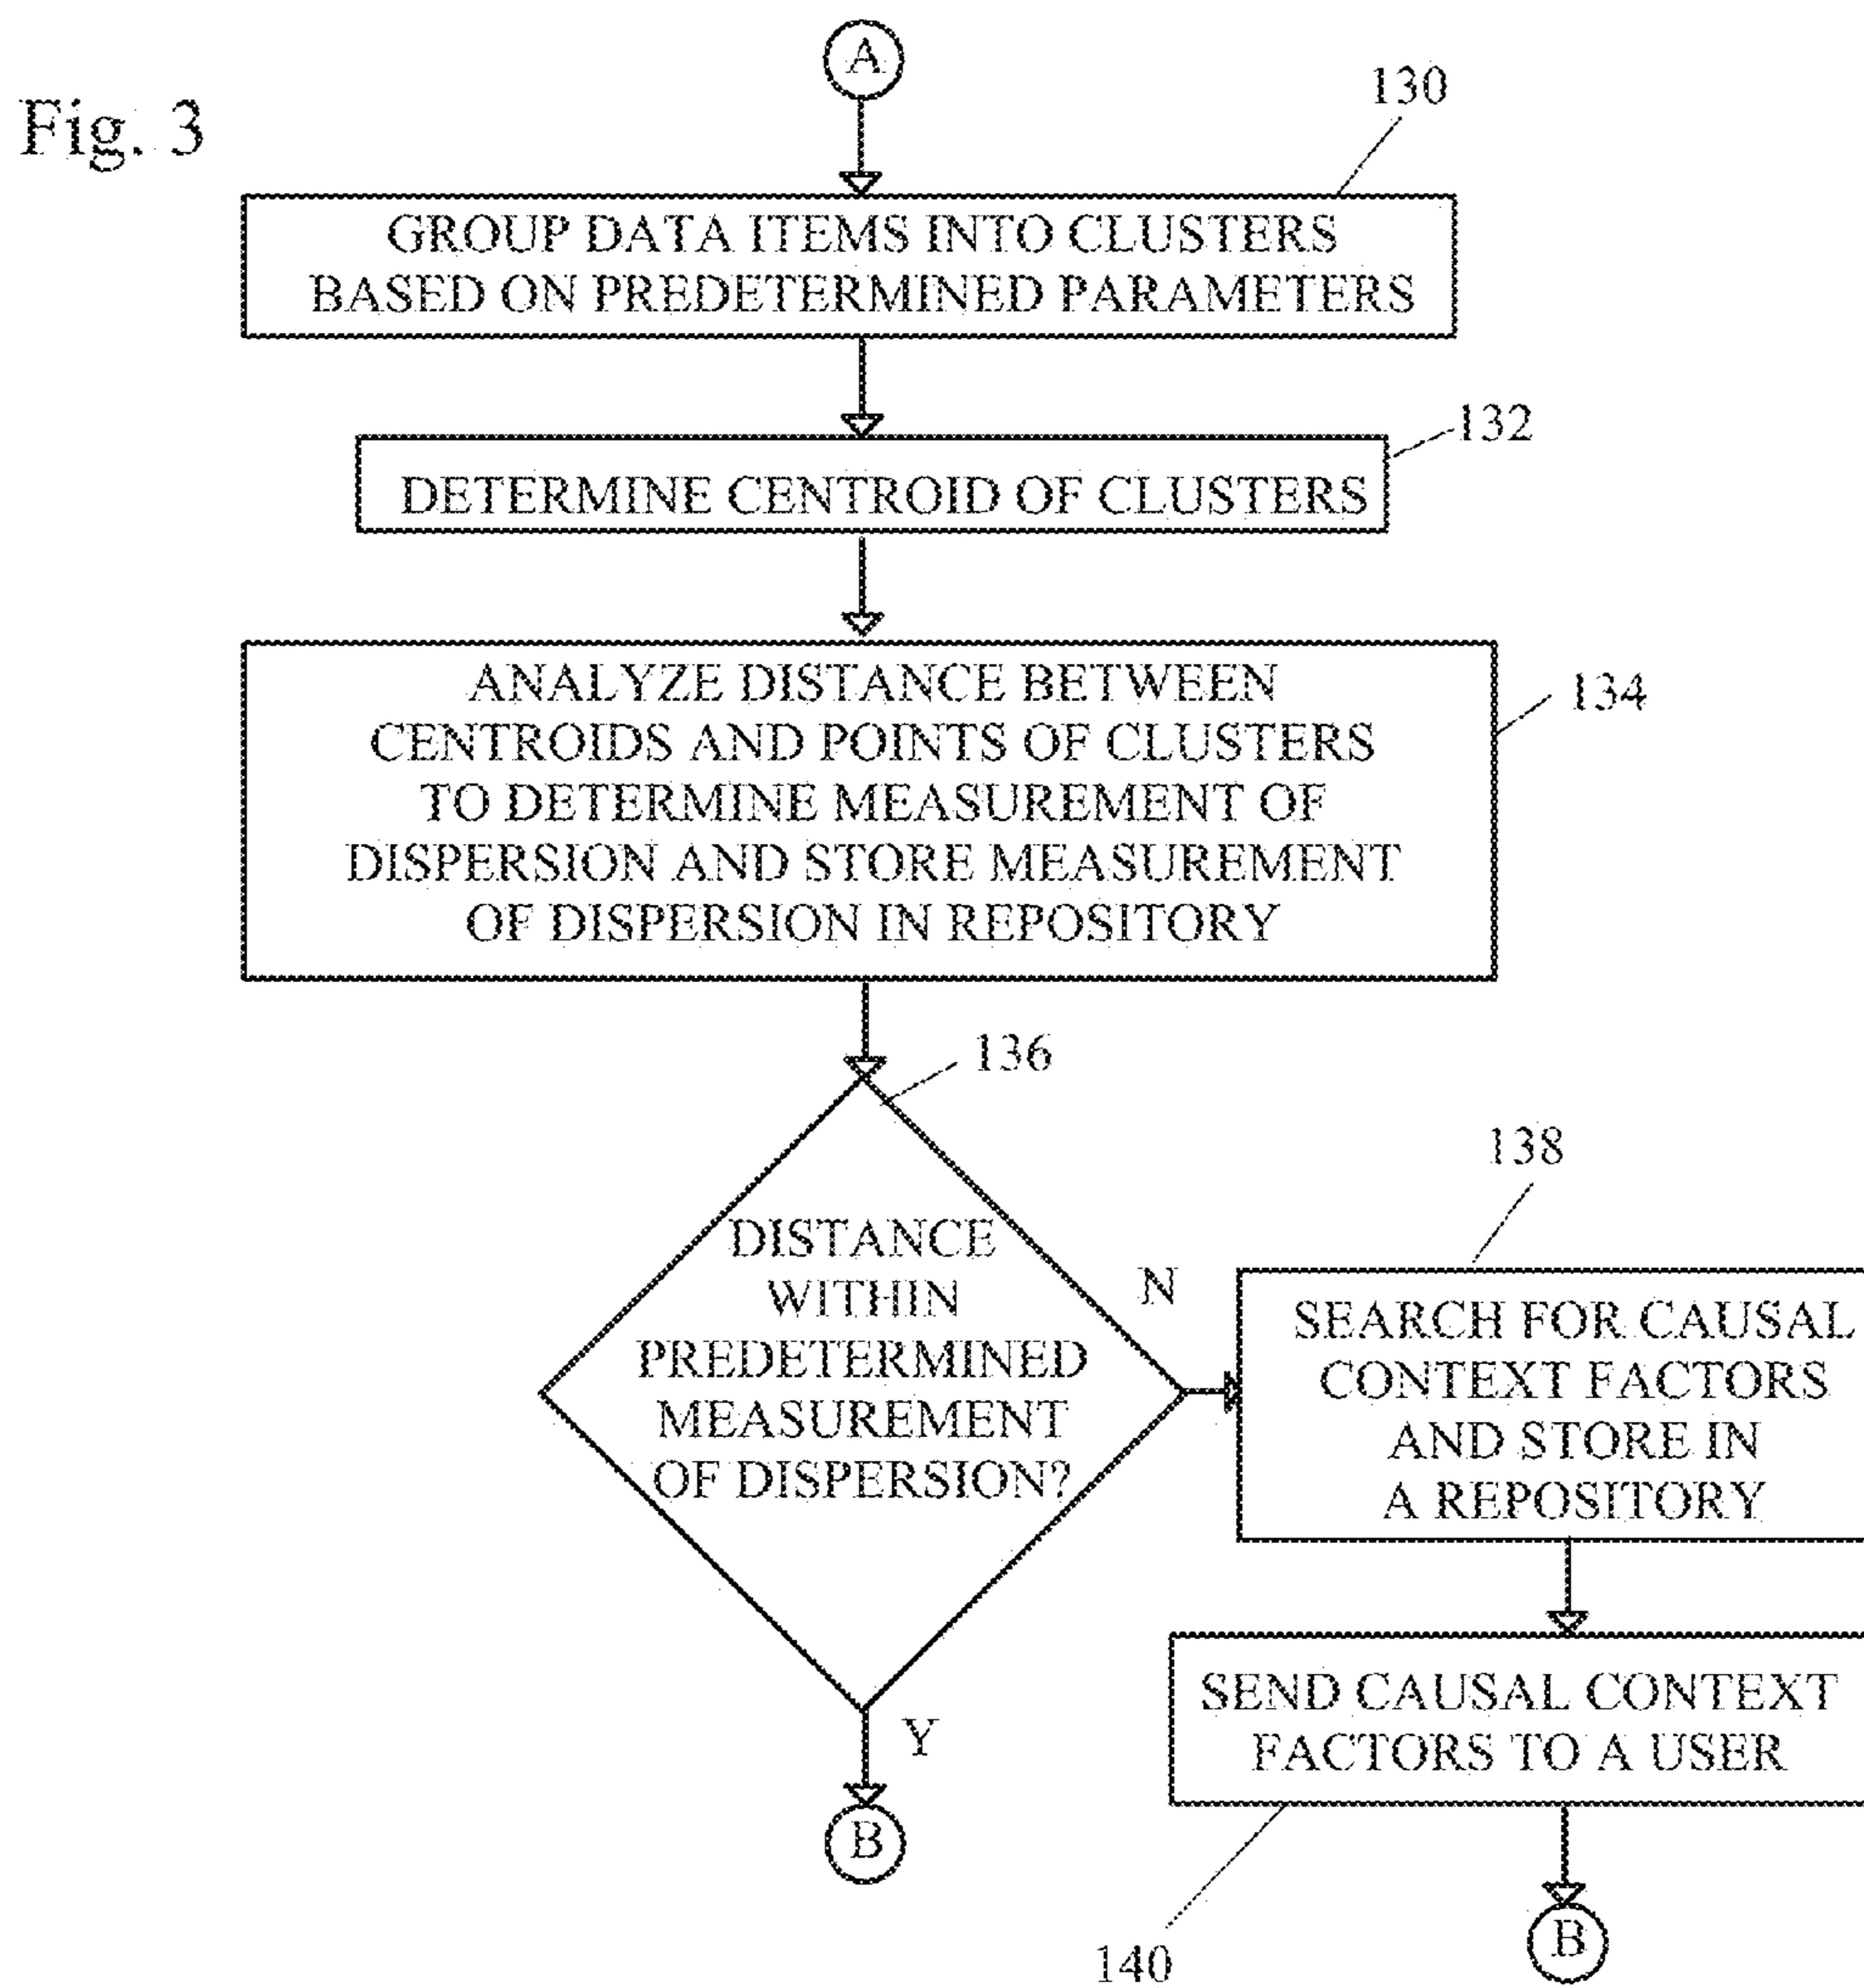 Fig. 3
A
130
GROUP DATA ITEMS INTO CLUSTERS
BASED ON PREDETERMINED PARAMETERS
132
DETERMINE CENTROID OF CLUSTERS
134
ANALYZE DISTANCE BETWEEN
CENTROIDS AND POINTS OF CLUSTERS
TO DETERMINE MEASUREMENT OF
DISPERSION AND STORE MEASUREMENT
OF DISPERSION IN REPOSITORY
136
DISTANCE
WITHIN
PREDETERMINED
MEASUREMENT
OF DISPERSION?
N
138
SEARCH FOR CAUSAL
CONTEXT FACTORS
AND STORE IN
A REPOSITORY
SEND CAUSAL CONTEXT
FACTORS TO A USER
Y
B
140
B